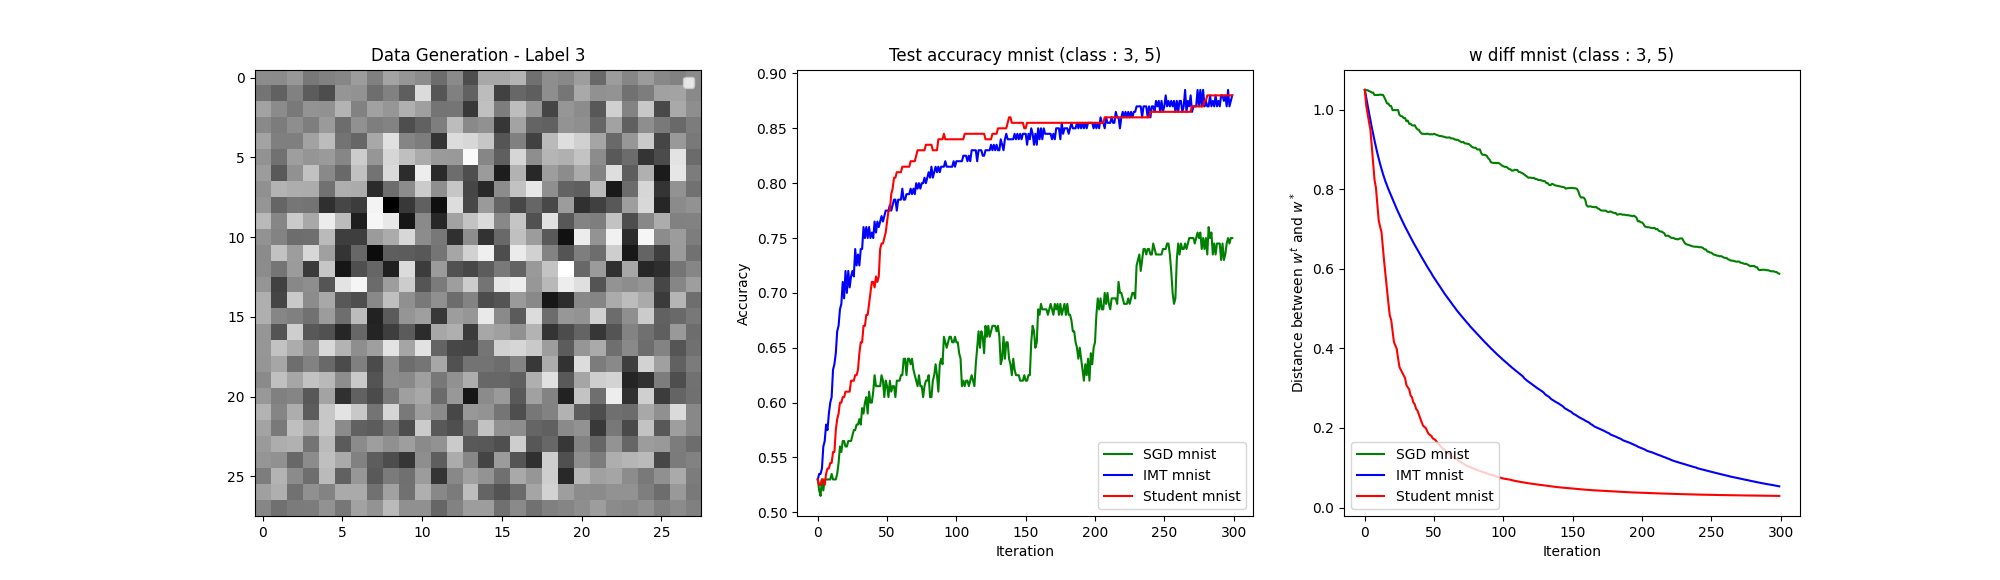 Data Generation - Label 3
0
5
10
15
20
25
0 5 10 15 20 25
Test accuracy mnist (class : 3, 5)
Accuracy
0.90
0.85
0.80
0.75
0.70
0.65
0.60
0.55
0.50
SGD mnist
IMT mnist
Student mnist
0 50 100 150 200 250 300
Iteration
w diff mnist (class : 3, 5)
Distance between w^t and w^*
1.0
0.8
0.6
0.4
0.2
0.0
SGD mnist
IMT mnist
Student mnist
0 50 100 150 200 250 300
Iteration